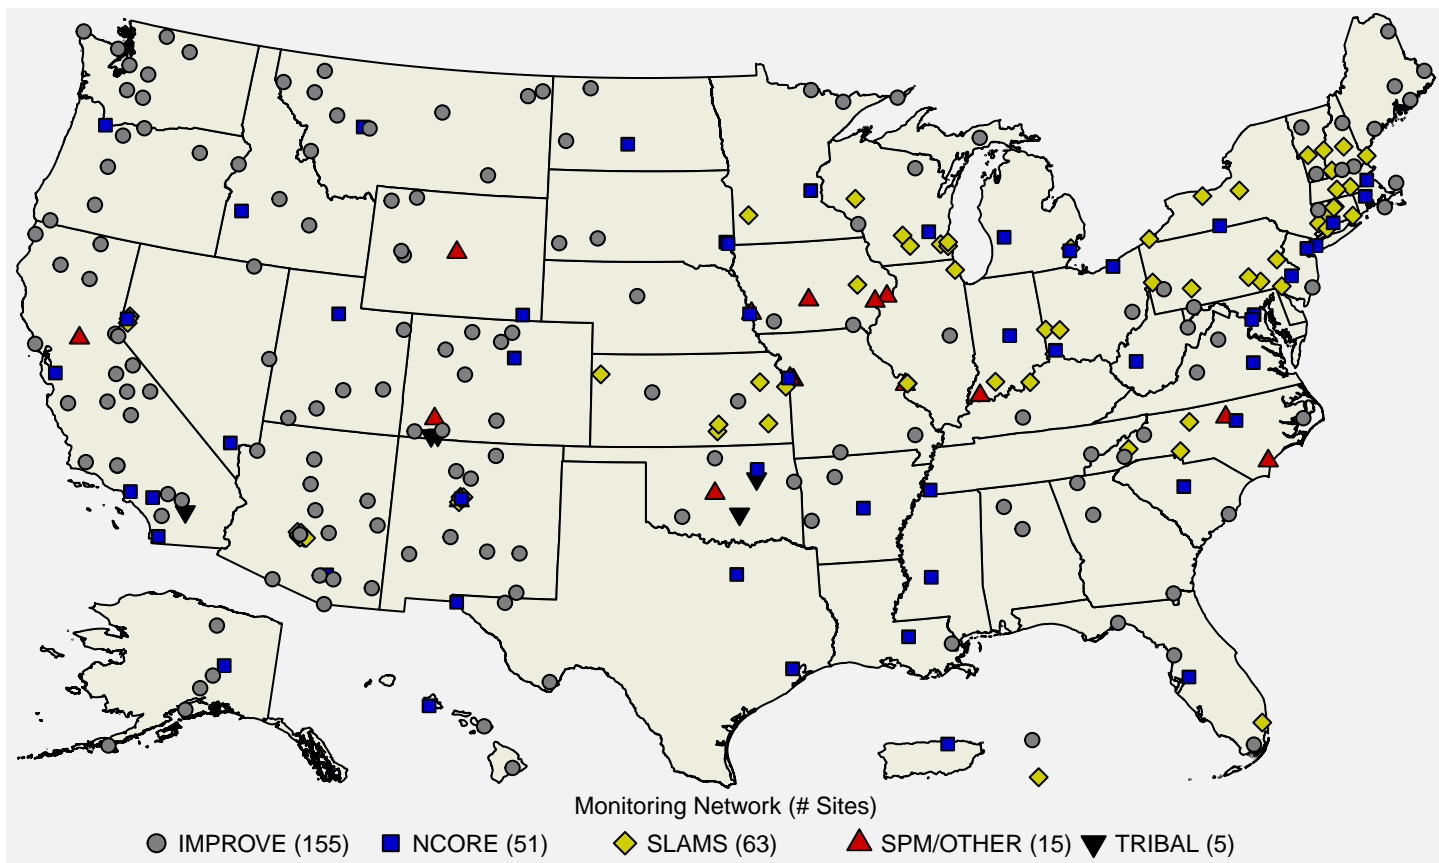 Monitoring Network (# Sites)
IMPROVE (155) NCORE (51) SLAMS (63) SPM/OTHER (15) TRIBAL (5)